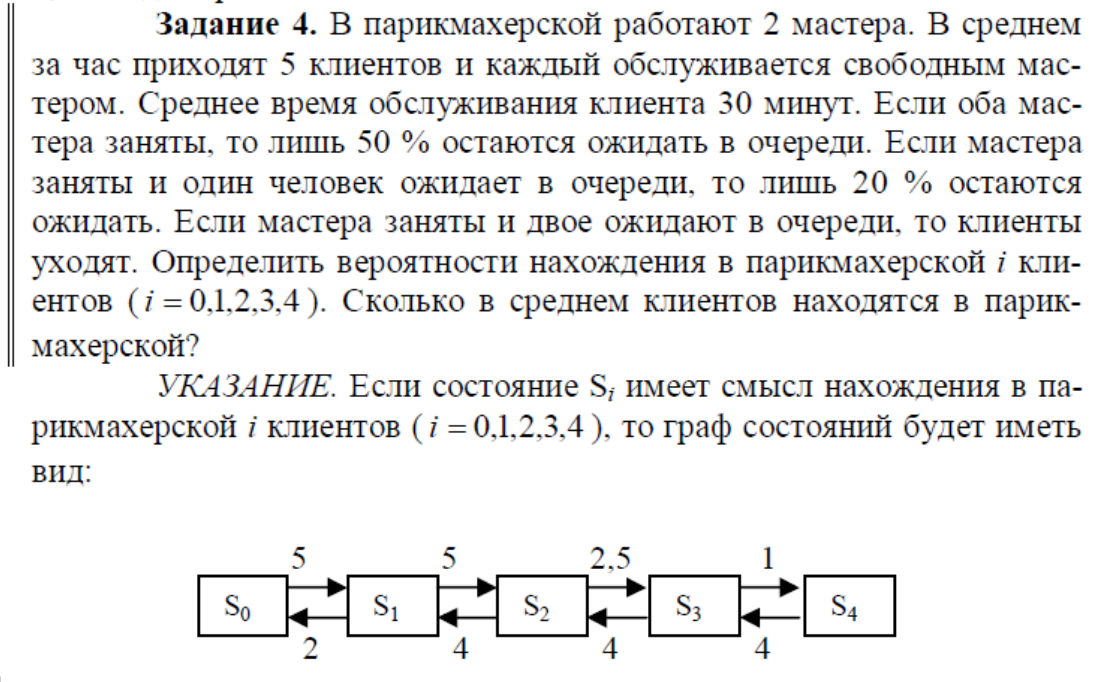 Задание 4. В парикмахерской работают 2 мастера. В среднем
за час приходят 5 клиентов и каждый обслуживается свободным мас-
тером. Среднее время обслуживания клиента 30 минут. Если оба мас-
тера заняты, то лишь 50 % остаются ожидать в очереди. Если мастера
заняты и один человек ожидает в очереди, то лишь 20 % остаются
ожидать. Если мастера заняты и двое ожидают в очереди, то клиенты
уходят. Определить вероятности нахождения в парикмахерской i кли-
ентов ( i = 0,1,2,3,4 ). Сколько в среднем клиентов находятся в парик-
махерской?
УКАЗАНИЕ. Если состояние Si имеет смысл нахождения в па-
рикмахерской i клиентов ( i = 0,1,2,3,4 ), то граф состояний будет иметь
вид:
5 5 2,5 1
S0 S1 S2 S3 S4
2 4 4 4